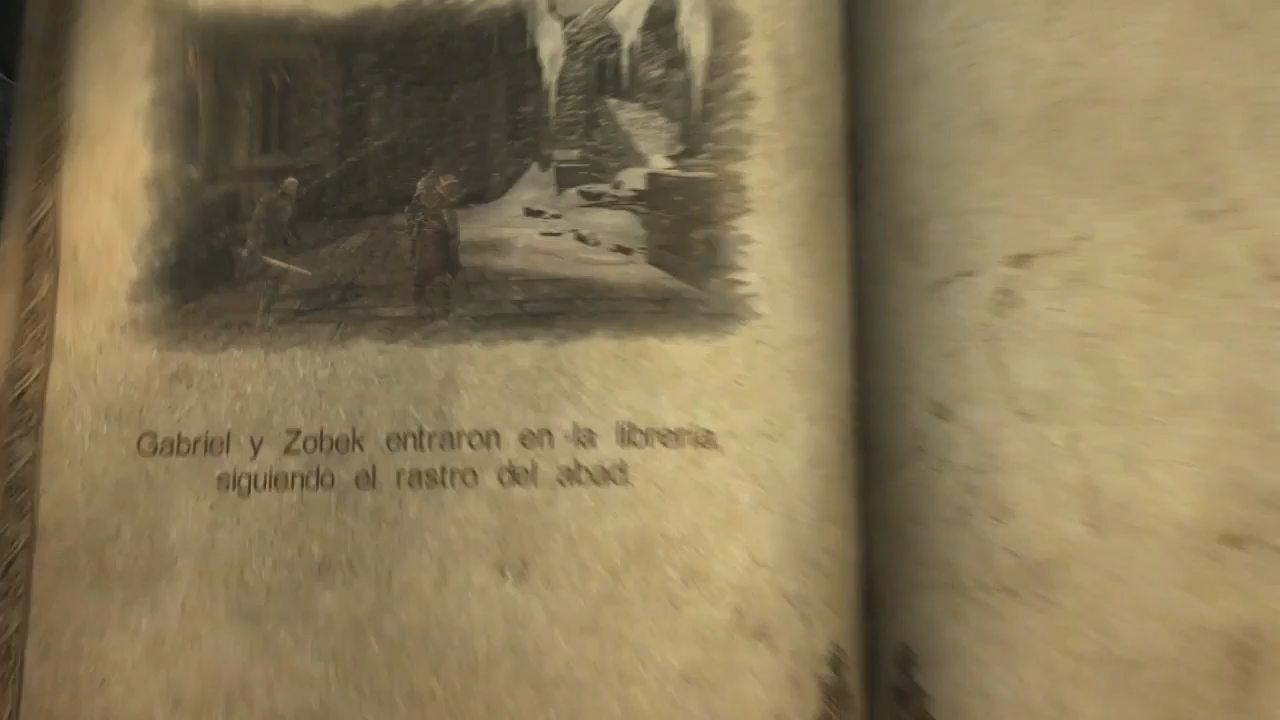 Gabriel y Zobek entraron en la librería,
siguiendo el rastro del abad.